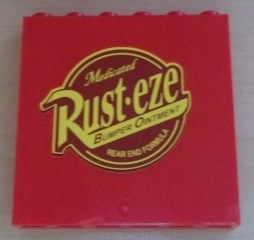 Medicated
Rust-eze
BUMPER OINTMENT
REAR END FORMULA